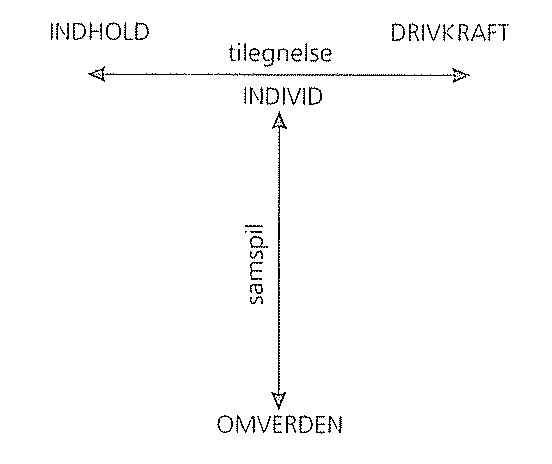 INDHOLD DRIVKRAFT
tilegnelse
INDIVID
samspil
OMVERDEN